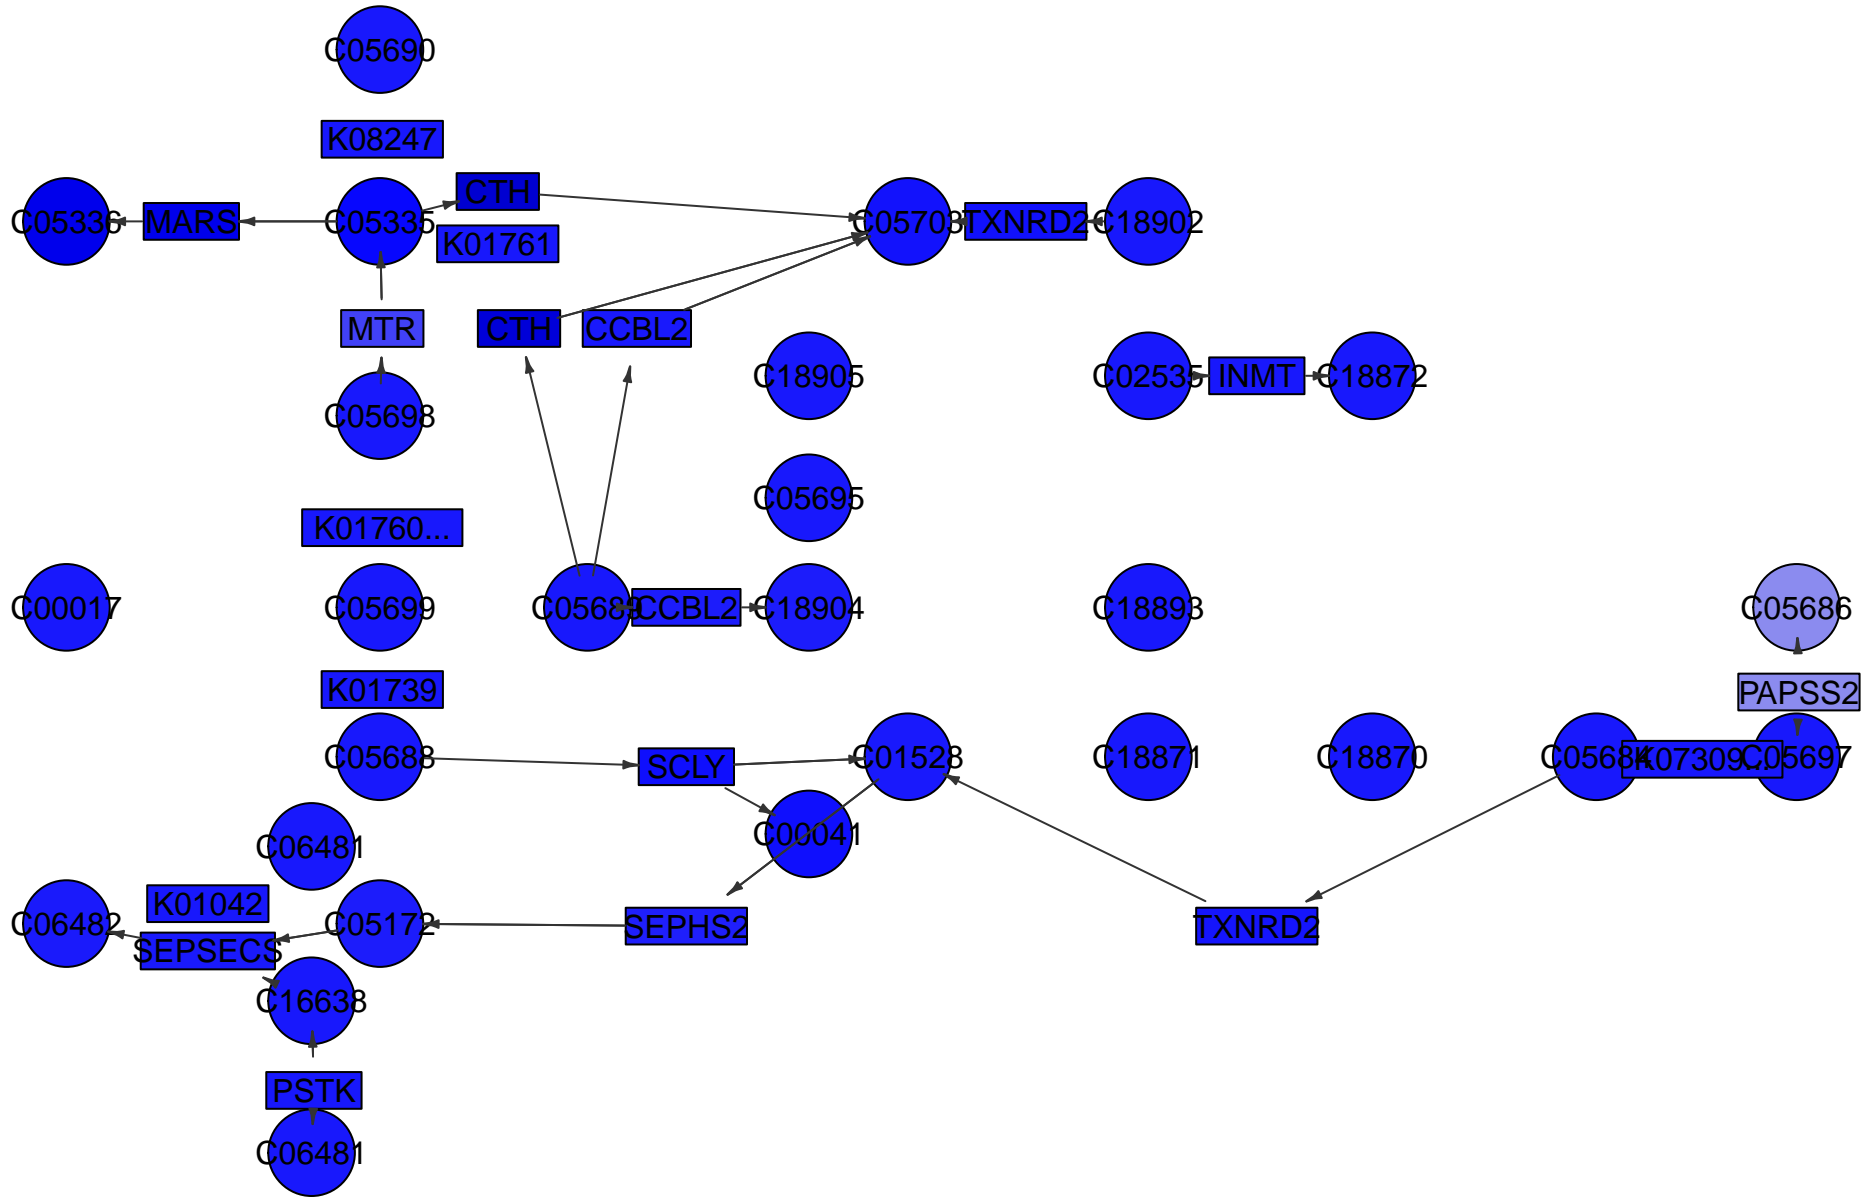 C05690
K08247
CTH
C05336
MARS
C05335
C05703
TXNRD2
C18902
K01761
MTR
CTH
CCBL2
C18905
C02535
INMT
C18872
C05698
C05695
K01760...
C00017
C05699
C05689
CCBL2
C18904
C18893
C05686
K01739
PAPSS2
C05688
SCLY
C01528
C18871
C18870
C05684
K07309...
C05697
C00041
C06481
K01042
C06482
C05172
SEPHS2
TXNRD2
SEPSECS
C16638
PSTK
C06481